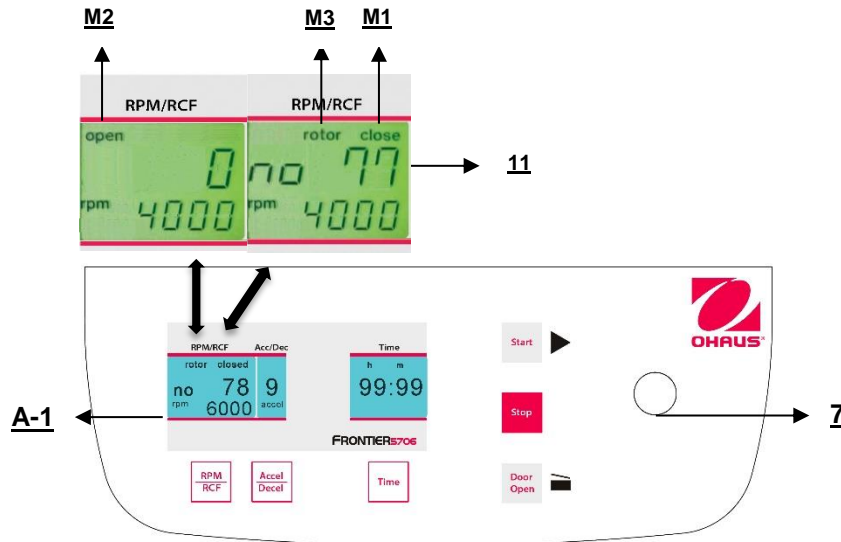 M2
M3
M1
RPM/RCF
RPM/RCF
open
0
rpm
4000
rotor close
no 77
rpm
4000
11
RPM/RCF
Acc/Dec
rotor closed
no 78
rpm
6000
9
accel
Time
h m
99:99
A-1
FRONTIER5706
RPM
RCF
Accel
Decel
Time
Start
Stop
Door
Open
OHAUS
7